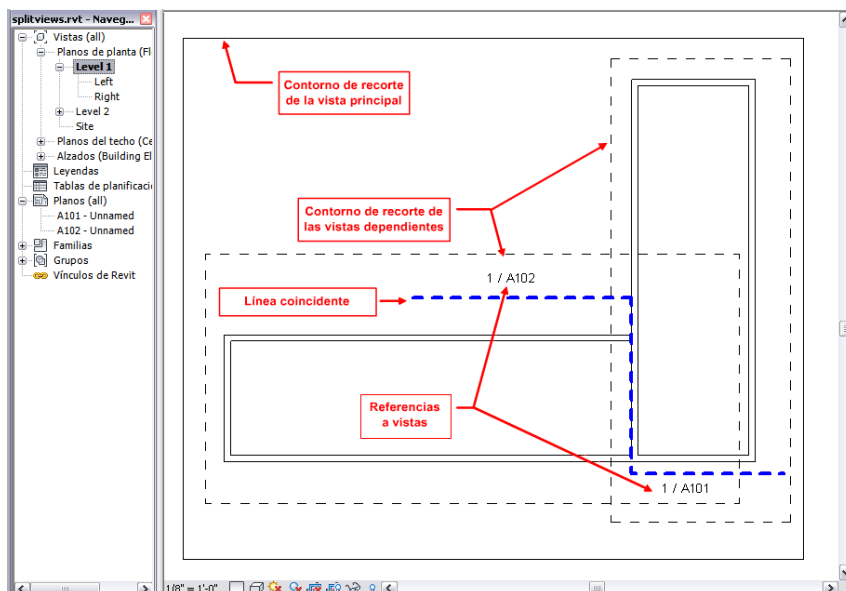 splitviews.rvt - Naveg...
Vistas (all)
Planos de planta (Fl
Level 1
Left
Right
Level 2
Site
Planos del techo (Ce
Alzados (Building El
Leyendas
Tablas de planificaci
Planos (all)
A101 - Unnamed
A102 - Unnamed
Familias
Grupos
Vínculos de Revit
Contorno de recorte
de la vista principal
Contorno de recorte de
las vistas dependientes
1 / A102
Línea coincidente
Referencias
a vistas
1 / A101
1/8" = 1'-0"